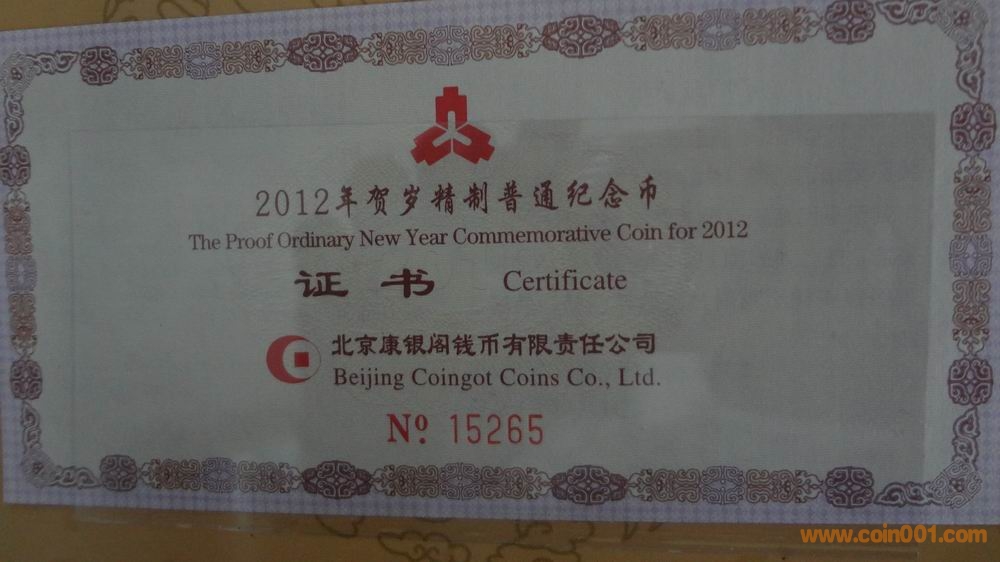 2012年贺岁精制普通纪念币
The Proof Ordinary New Year Commemorative Coin for 2012
证书 Certificate
北京康银阁钱币有限责任公司
Beijing Coingot Coins Co., Ltd.
Nº 15265
www.coin001.com